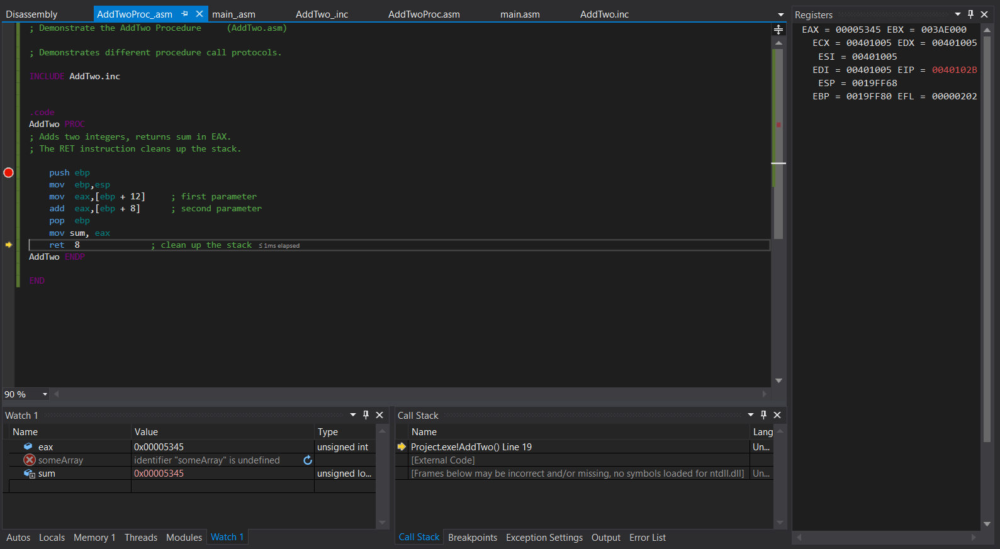 Disassembly AddTwoProc_.asm main_.asm AddTwo_.inc AddTwoProc.asm main.asm AddTwo.inc
; Demonstrate the AddTwo Procedure     (AddTwo.asm)
; Demonstrates different procedure call protocols.
INCLUDE AddTwo.inc
.code
AddTwo PROC
; Adds two integers, returns sum in EAX.
; The RET instruction cleans up the stack.
    push ebp
    mov  ebp,esp
    mov  eax,[ebp + 12]     ; first parameter
    add  eax,[ebp + 8]      ; second parameter
    pop  ebp
    mov sum, eax
    ret  8              ; clean up the stack ≤1ms elapsed
AddTwo ENDP
END
90 %
Registers
EAX = 00005345 EBX = 003AE000
ECX = 00401005 EDX = 00401005
ESI = 00401005
EDI = 00401005 EIP = 0040102B
ESP = 0019FF68
EBP = 0019FF80 EFL = 00000202
Watch 1
Name Value Type
eax 0x00005345 unsigned int
someArray identifier "someArray" is undefined
sum 0x00005345 unsigned lo...
Autos Locals Memory 1 Threads Modules Watch 1
Call Stack
Name Lang
Project.exe!AddTwo() Line 19 Un...
[External Code]
[Frames below may be incorrect and/or missing, no symbols loaded for ntdll.dll] Un...
Call Stack Breakpoints Exception Settings Output Error List